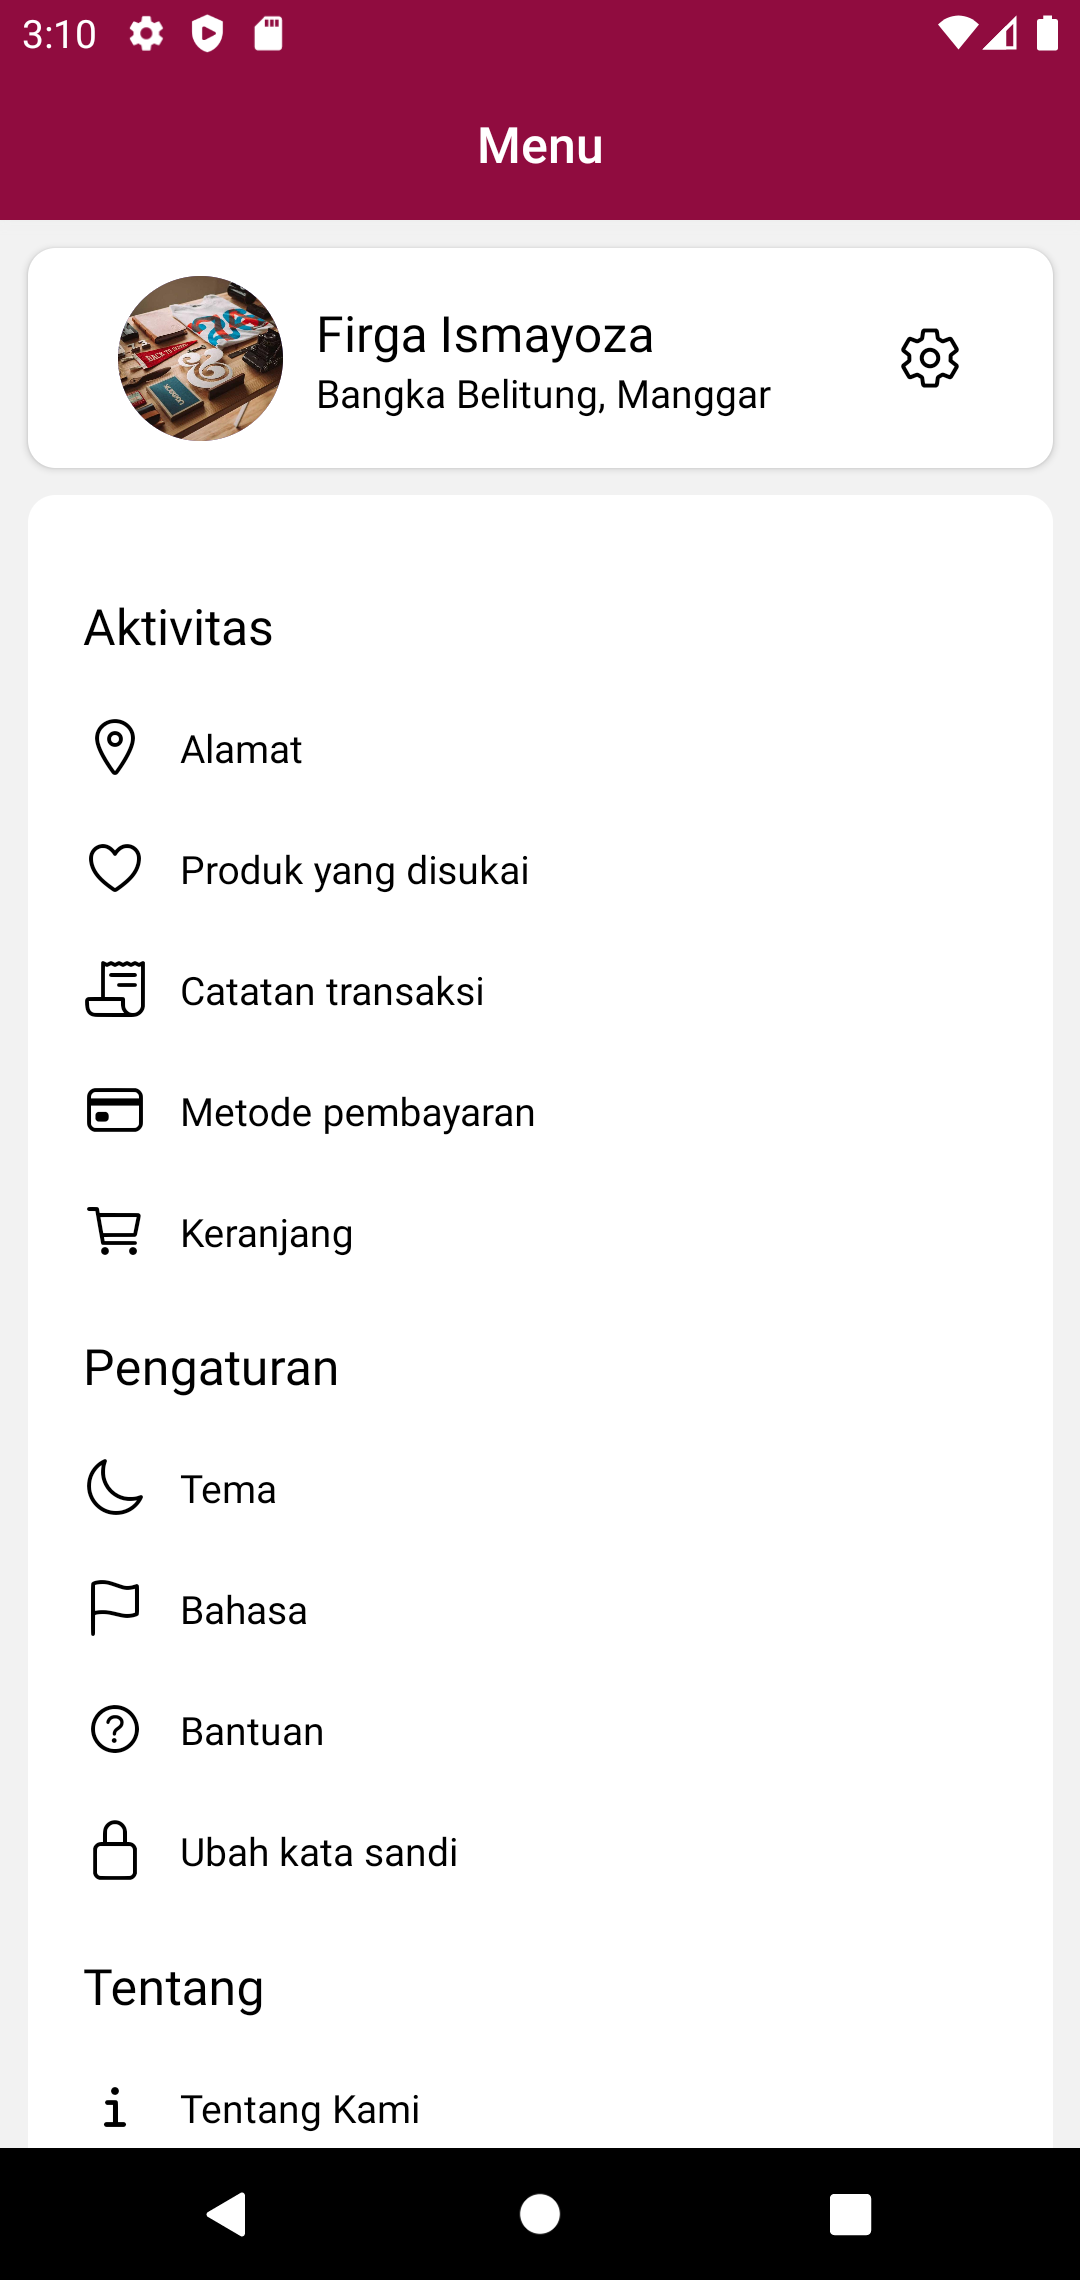 3:10
Menu
Firga Ismayoza
Bangka Belitung, Manggar
Aktivitas
Alamat
Produk yang disukai
Catatan transaksi
Metode pembayaran
Keranjang
Pengaturan
Tema
Bahasa
Bantuan
Ubah kata sandi
Tentang
Tentang Kami